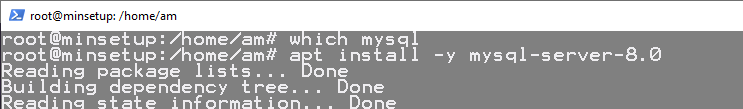 root@minsetup: /home/am
root@minsetup:/home/am# which mysql
root@minsetup:/home/am# apt install -y mysql-server-8.0
Reading package lists... Done
Building dependency tree... Done
Reading state information... Done